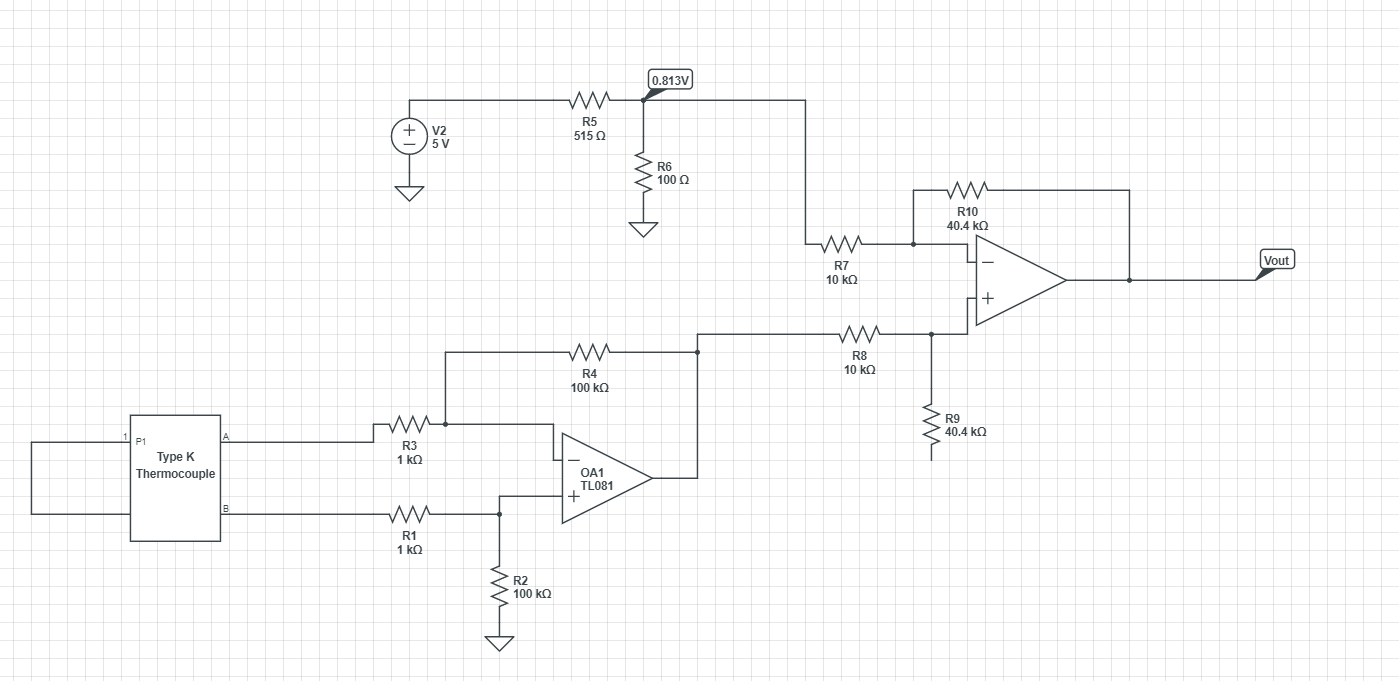 0.813V
V2
5 V
R5
515 Ω
R6
100 Ω
R10
40.4 kΩ
R7
10 kΩ
Vout
R8
10 kΩ
R4
100 kΩ
R9
40.4 kΩ
1
P1
A
Type K
Thermocouple
B
R3
1 kΩ
OA1
TL081
R1
1 kΩ
R2
100 kΩ